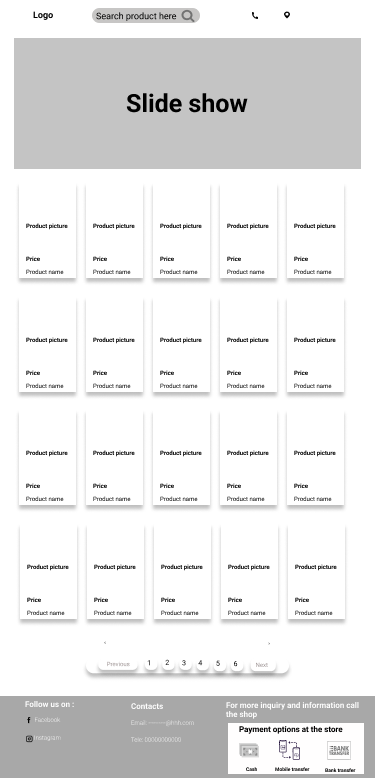 Logo
Search product here
Slide show
Product picture Product picture Product picture Product picture Product picture
Price Price Price Price Price
Product name Product name Product name Product name Product name
Product picture Product picture Product picture Product picture Product picture
Price Price Price Price Price
Product name Product name Product name Product name Product name
Product picture Product picture Product picture Product picture Product picture
Price Price Price Price Price
Product name Product name Product name Product name Product name
Product picture Product picture Product picture Product picture Product picture
Price Price Price Price Price
Product name Product name Product name Product name Product name
Previous 1 2 3 4 5 6 Next
Follow us on :
Facebook
Instagram
Contacts
For more inquiry and information call
the shop
Payment options at the store
BANK
TRANSFER
Cash Mobile transfer Bank transfer